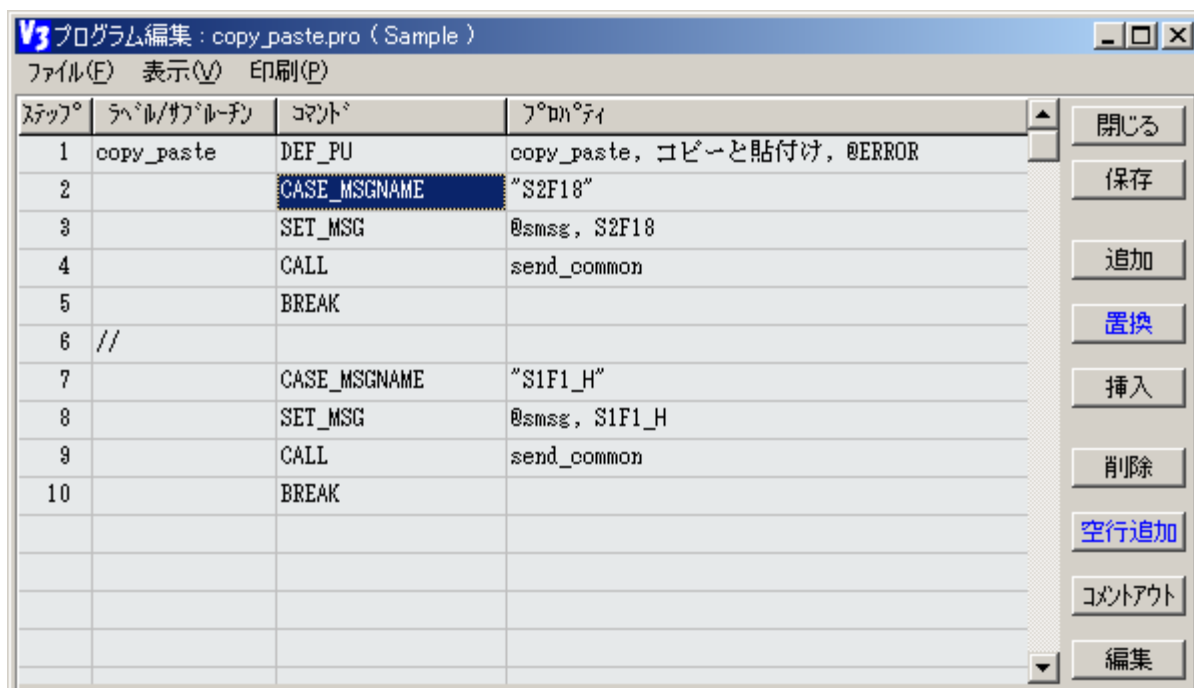 V3 プログラム編集：copy_paste.pro（Sample）
ファイル(F) 表示(V) 印刷(P)
ｽﾃｯﾌﾟ ﾗﾍﾞﾙ/ｻﾌﾞﾙｰﾁﾝ ｺﾏﾝﾄﾞ ﾌﾟﾛﾊﾟﾃｨ
1 copy_paste DEF_PU copy_paste, コピーと貼付け, @ERROR
2 CASE_MSGNAME "S2F18"
3 SET_MSG @smsg, S2F18
4 CALL send_common
5 BREAK
6 //
7 CASE_MSGNAME "S1F1_H"
8 SET_MSG @smsg, S1F1_H
9 CALL send_common
10 BREAK
閉じる
保存
追加
置換
挿入
削除
空行追加
ｺﾒﾝﾄｱｳﾄ
編集